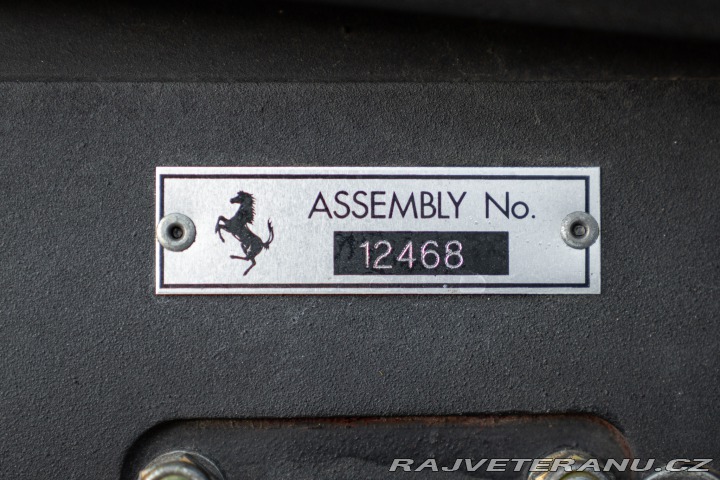 ASSEMBLY No.
12468
RAJVETERANU.CZ